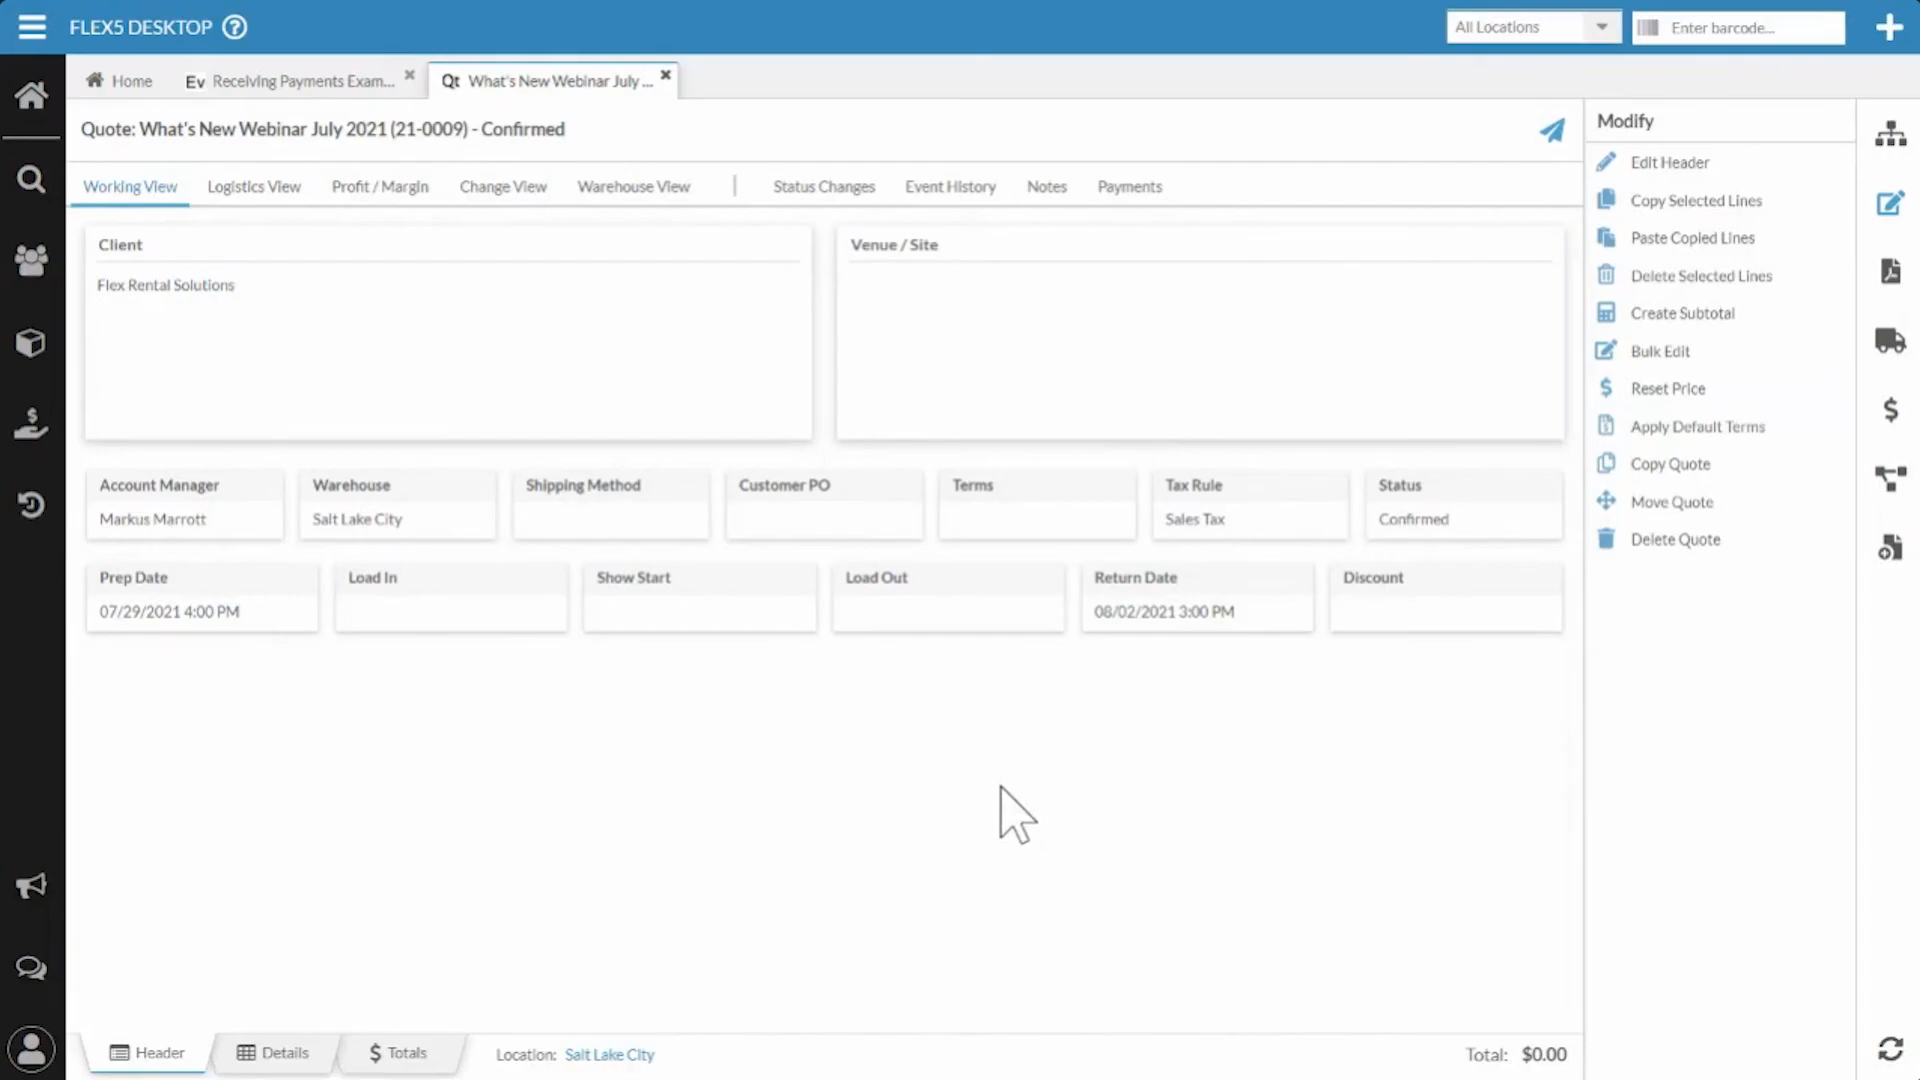 FLEX5 DESKTOP ?
All Locations
Enter barcode...
Home
Ev Receiving Payments Exam...
Qt What's New Webinar July ...
Quote: What's New Webinar July 2021 (21-0009) - Confirmed
Working View
Logistics View
Profit / Margin
Change View
Warehouse View
Status Changes
Event History
Notes
Payments
Client
Flex Rental Solutions
Venue / Site
Account Manager
Markus Marrott
Warehouse
Salt Lake City
Shipping Method
Customer PO
Terms
Tax Rule
Sales Tax
Status
Confirmed
Prep Date
07/29/2021 4:00 PM
Load In
Show Start
Load Out
Return Date
08/02/2021 3:00 PM
Discount
Modify
Edit Header
Copy Selected Lines
Paste Copied Lines
Delete Selected Lines
Create Subtotal
Bulk Edit
Reset Price
Apply Default Terms
Copy Quote
Move Quote
Delete Quote
Header
Details
$ Totals
Location: Salt Lake City
Total: $0.00